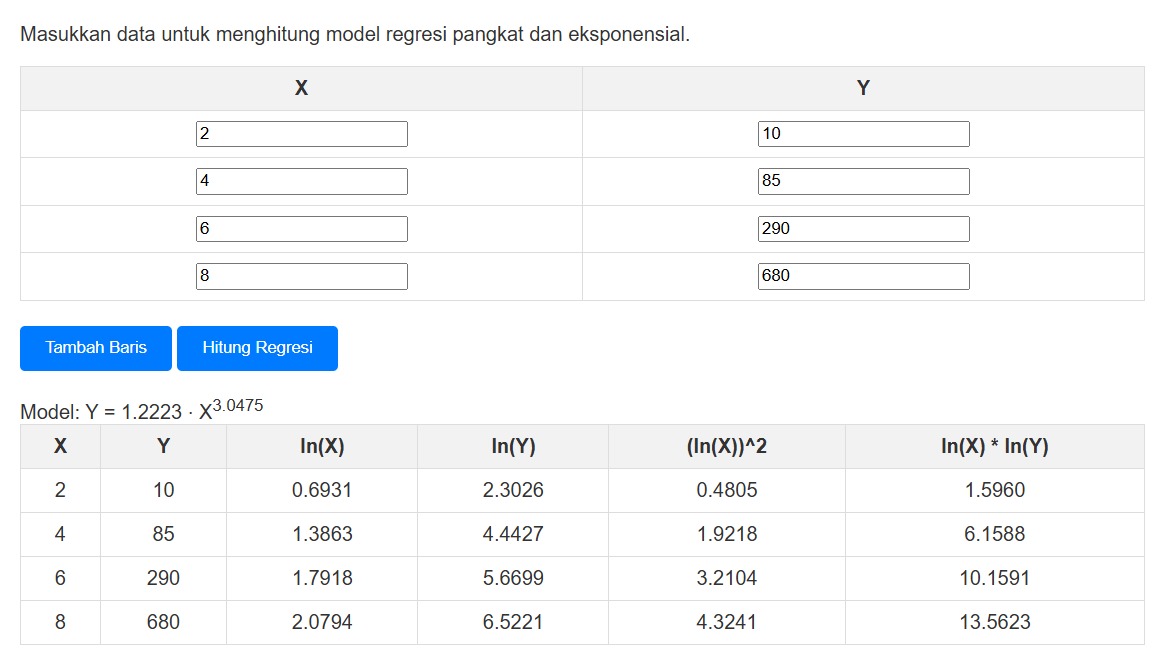 Masukkan data untuk menghitung model regresi pangkat dan eksponensial.
X Y
2 10
4 85
6 290
8 680
Tambah Baris Hitung Regresi
Model: Y = 1.2223 · X^3.0475
X Y ln(X) ln(Y) (ln(X))^2 ln(X) * ln(Y)
2 10 0.6931 2.3026 0.4805 1.5960
4 85 1.3863 4.4427 1.9218 6.1588
6 290 1.7918 5.6699 3.2104 10.1591
8 680 2.0794 6.5221 4.3241 13.5623